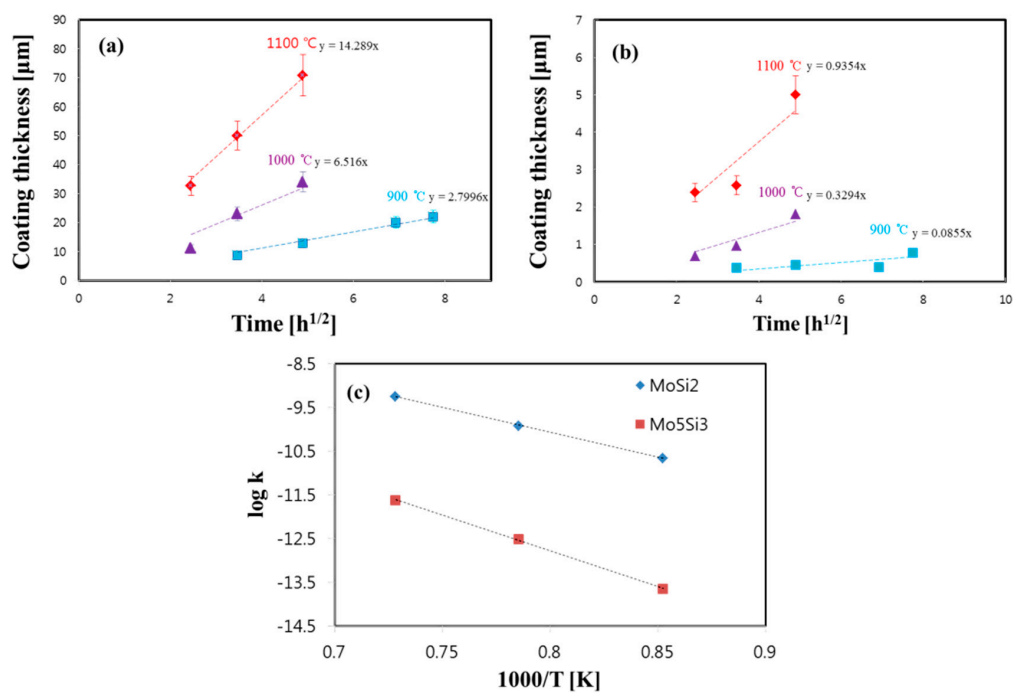 (a)
1100 ℃ y = 14.289x
1000 ℃ y = 6.516x
900 ℃ y = 2.7996x
Coating thickness [μm]
90
80
70
60
50
40
30
20
10
0
0 2 4 6 8
Time [h1/2]
(b)
1100 ℃ y = 0.9354x
1000 ℃ y = 0.3294x
900 ℃ y = 0.0855x
Coating thickness [μm]
7
6
5
4
3
2
1
0
0 2 4 6 8 10
Time [h1/2]
(c)
MoSi2
Mo5Si3
log k
-8.5
-9.5
-10.5
-11.5
-12.5
-13.5
-14.5
0.7 0.75 0.8 0.85 0.9
1000/T [K]